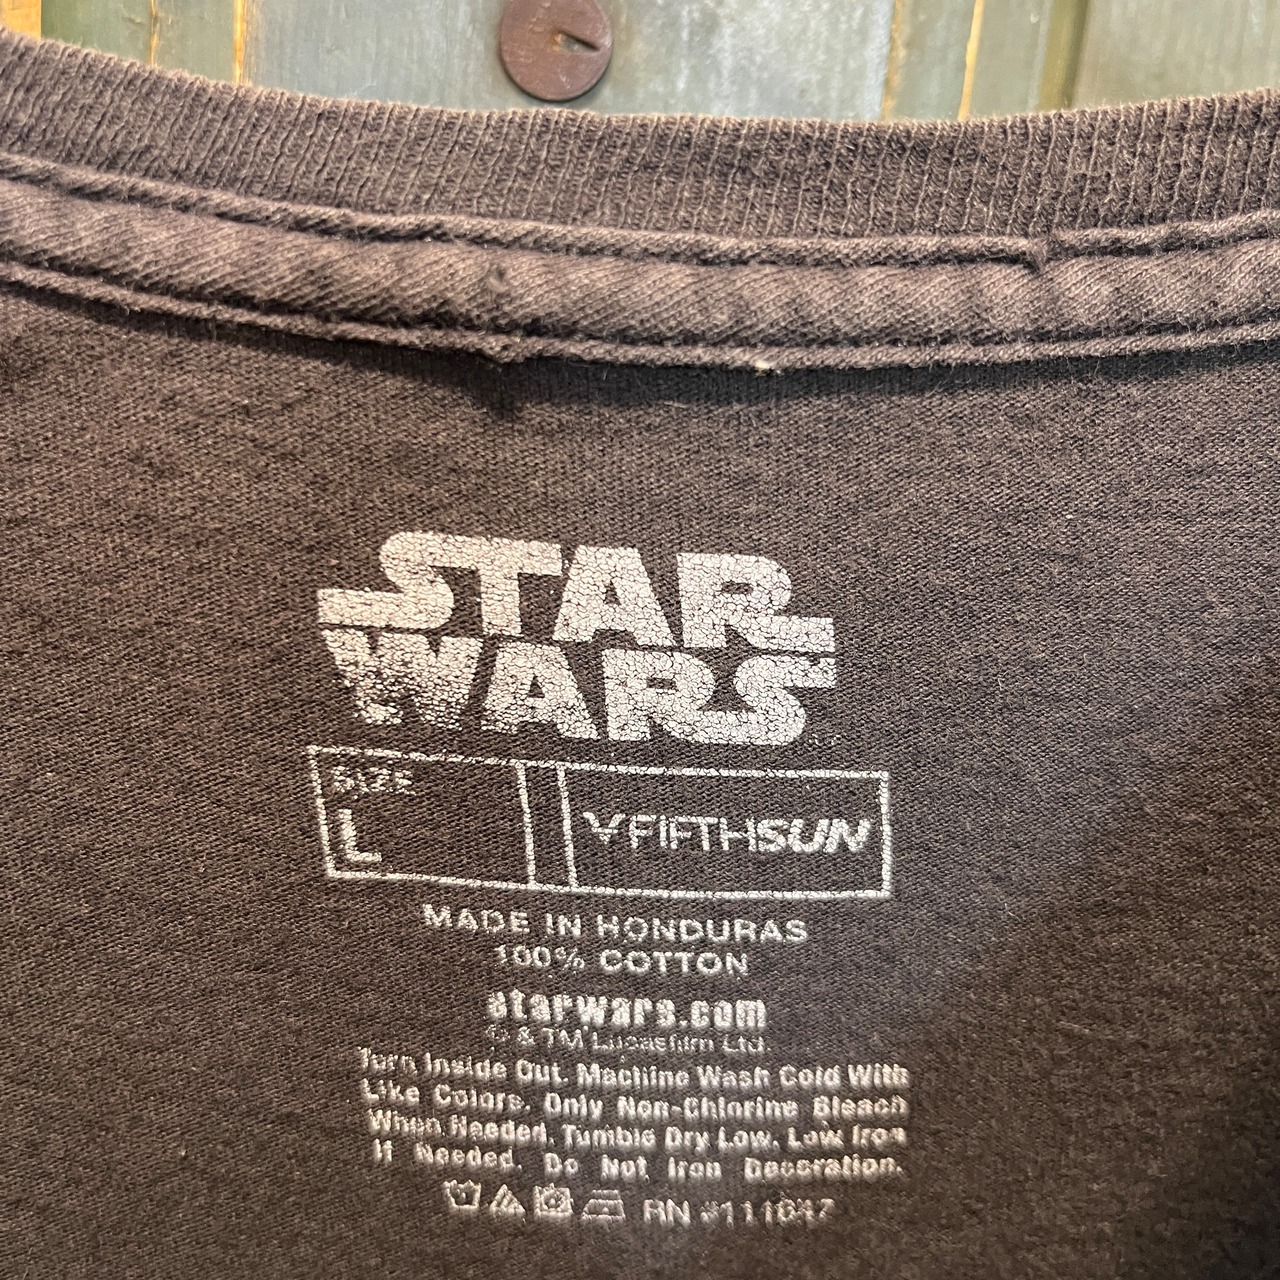 STAR
WARS
SIZE
L
FIFTHSUN
MADE IN HONDURAS
100% COTTON
starwars.com
© & TM Lucasfilm Ltd.
Turn Inside Out. Machine Wash Cold With
Like Colors. Only Non-Chlorine Bleach
When Needed. Tumble Dry Low. Low Iron
If Needed. Do Not Iron Decoration.
RN #111647